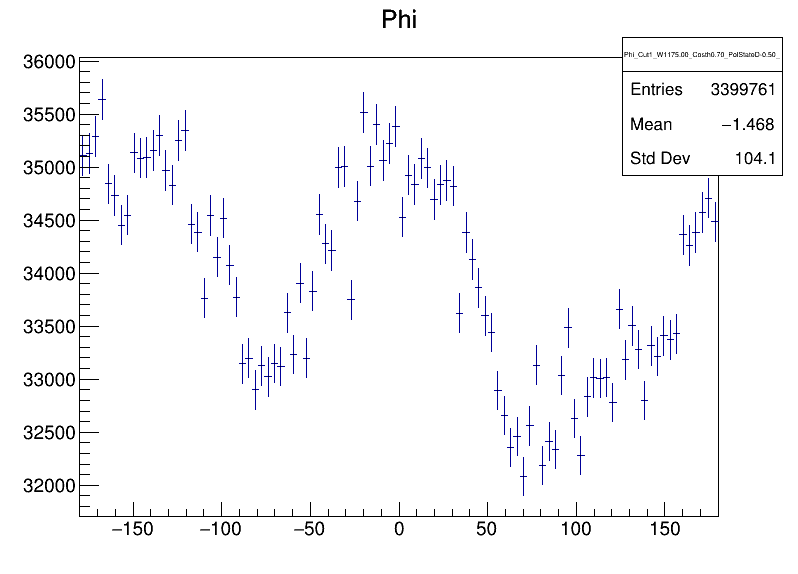 Phi
Phi_Cut1_W1175.00_Costh0.70_PolStateD-0.50_
Entries 3399761
Mean −1.468
Std Dev 104.1
36000
35500
35000
34500
34000
33500
33000
32500
32000
−150 −100 −50 0 50 100 150